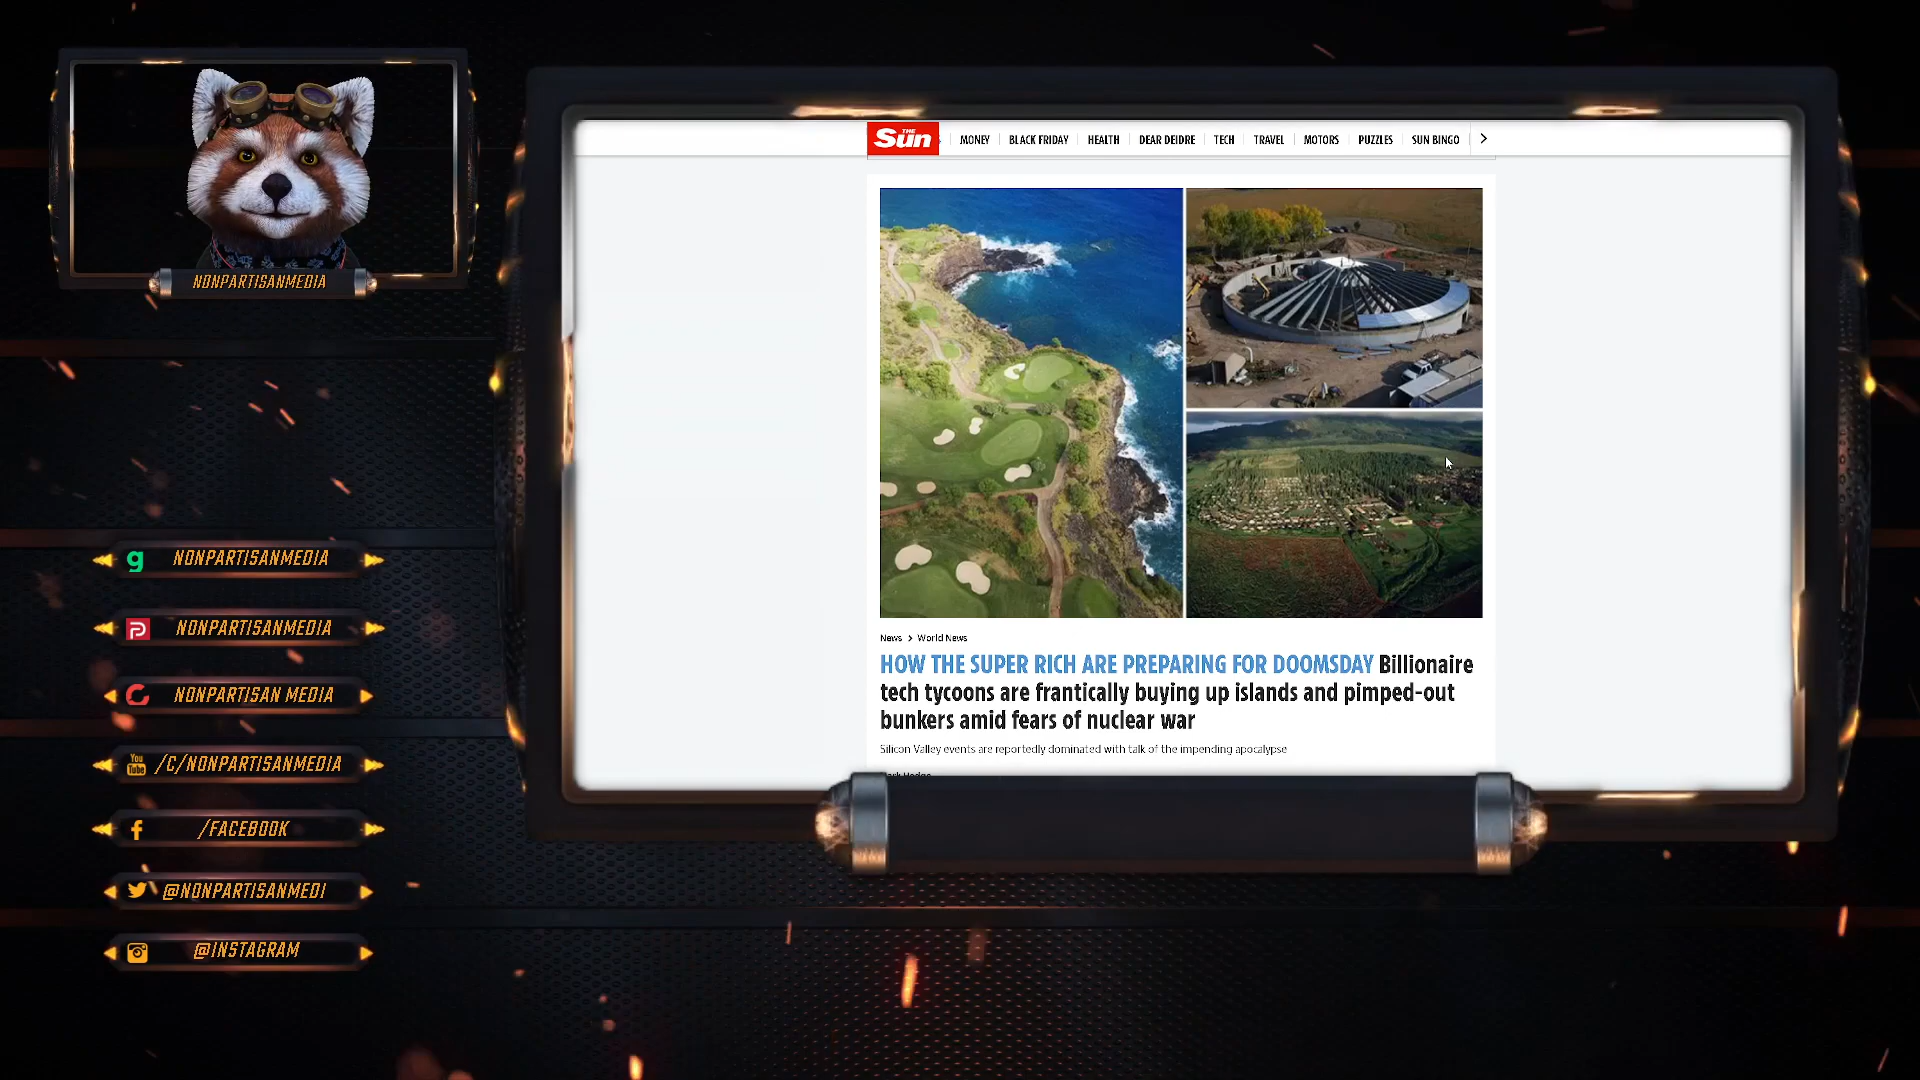 NONPARTISANMEDIA
g NONPARTISANMEDIA
NONPARTISANMEDIA
NONPARTISAN MEDIA
You Tube /C/NONPARTISANMEDIA
f /FACEBOOK
@NONPARTISANMEDI
@INSTAGRAM
THE Sun MONEY BLACK FRIDAY HEALTH DEAR DEIDRE TECH TRAVEL MOTORS PUZZLES SUN BINGO
News > World News
HOW THE SUPER RICH ARE PREPARING FOR DOOMSDAY Billionaire
tech tycoons are frantically buying up islands and pimped-out
bunkers amid fears of nuclear war
Silicon Valley events are reportedly dominated with talk of the impending apocalypse